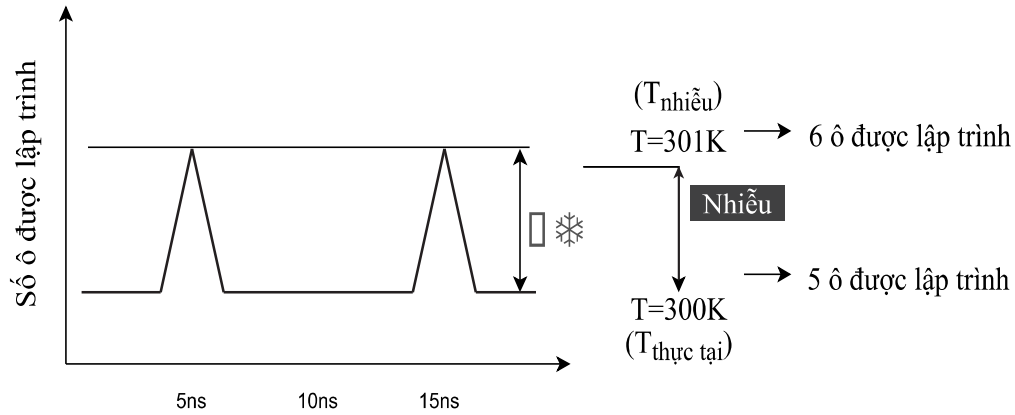 Số ô được lập trình
5ns
10ns
15ns
(Tnhiễu)
T=301K
6 ô được lập trình
Nhiễu
5 ô được lập trình
T=300K
(Tthực tại)